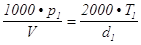 1000 • p₁ / V = 2000 • T₁ / d₁